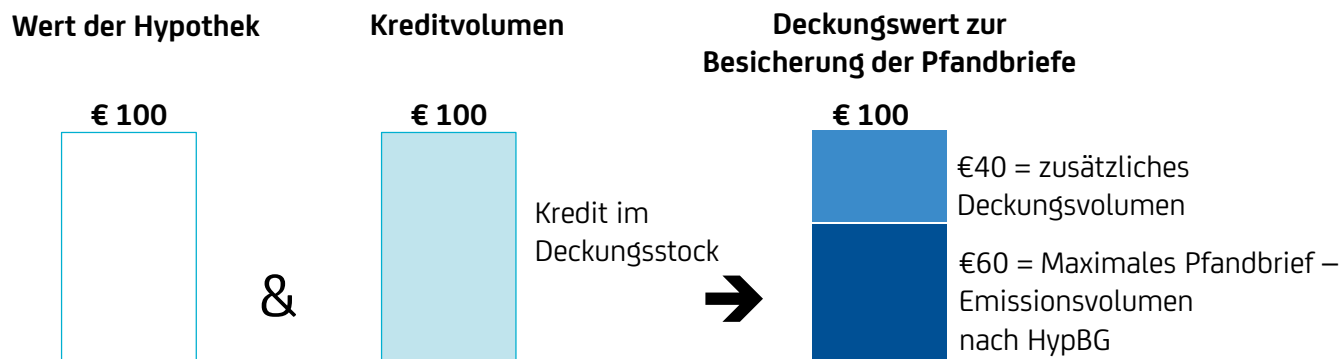 Wert der Hypothek
Kreditvolumen
Deckungswert zur
Besicherung der Pfandbriefe
€ 100
€ 100
€ 100
€40 = zusätzliches
Deckungsvolumen
Kredit im
Deckungsstock
&
➔
€60 = Maximales Pfandbrief –
Emissionsvolumen
nach HypBG